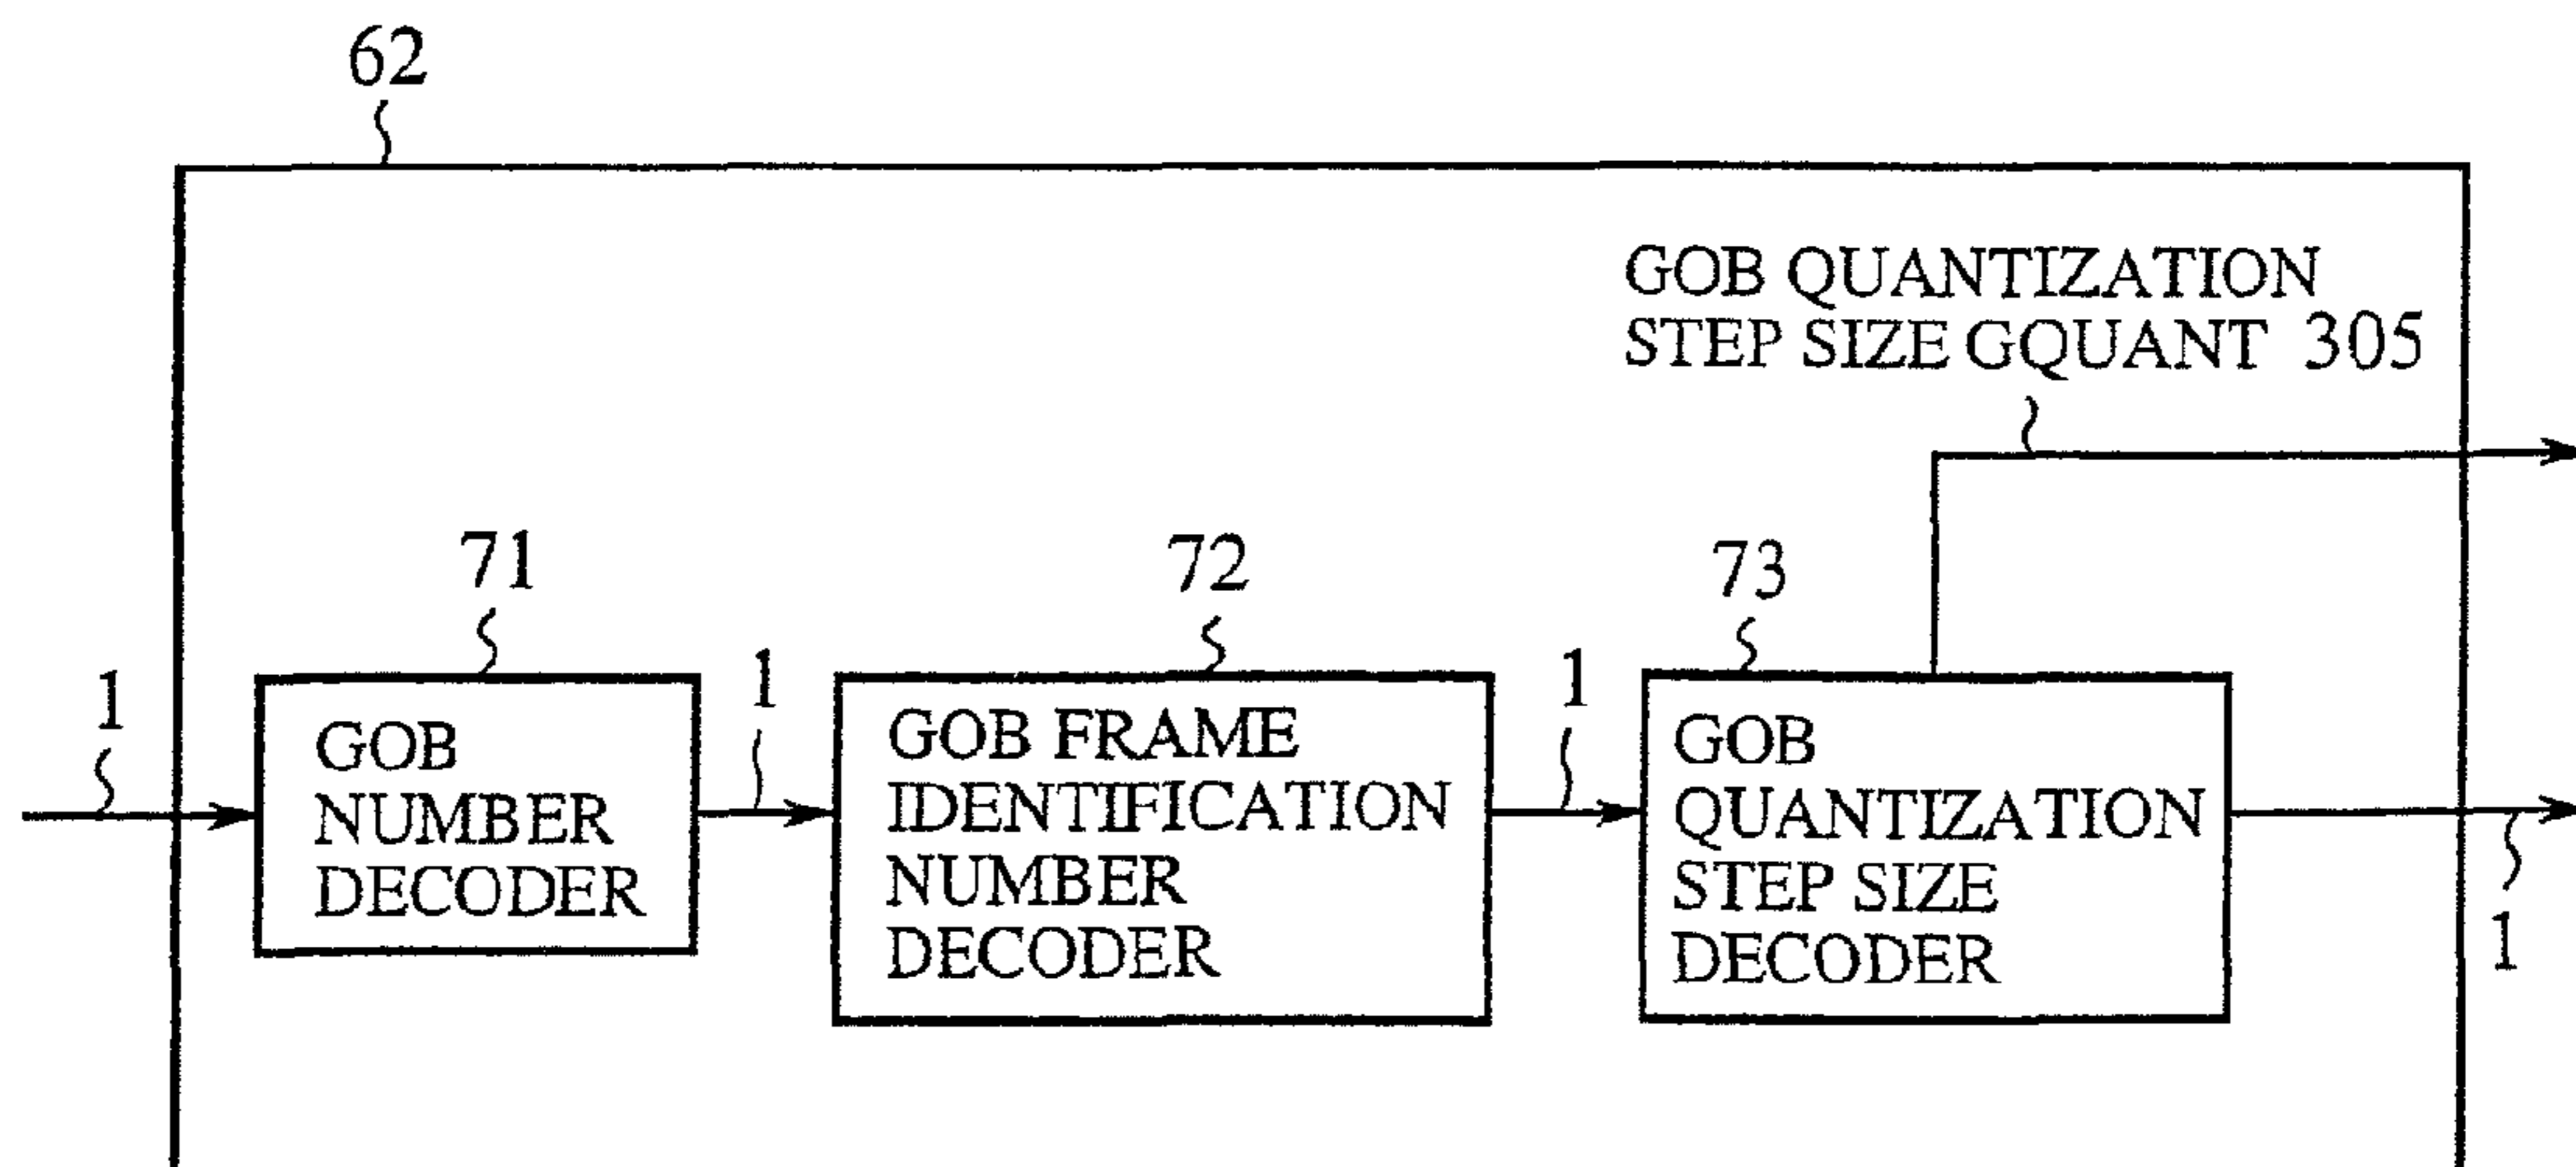 62
GOB QUANTIZATION
STEP SIZE GQUANT 305
71
72
73
1
1
1
GOB
NUMBER
DECODER
GOB FRAME
IDENTIFICATION
NUMBER
DECODER
GOB
QUANTIZATION
STEP SIZE
DECODER
1